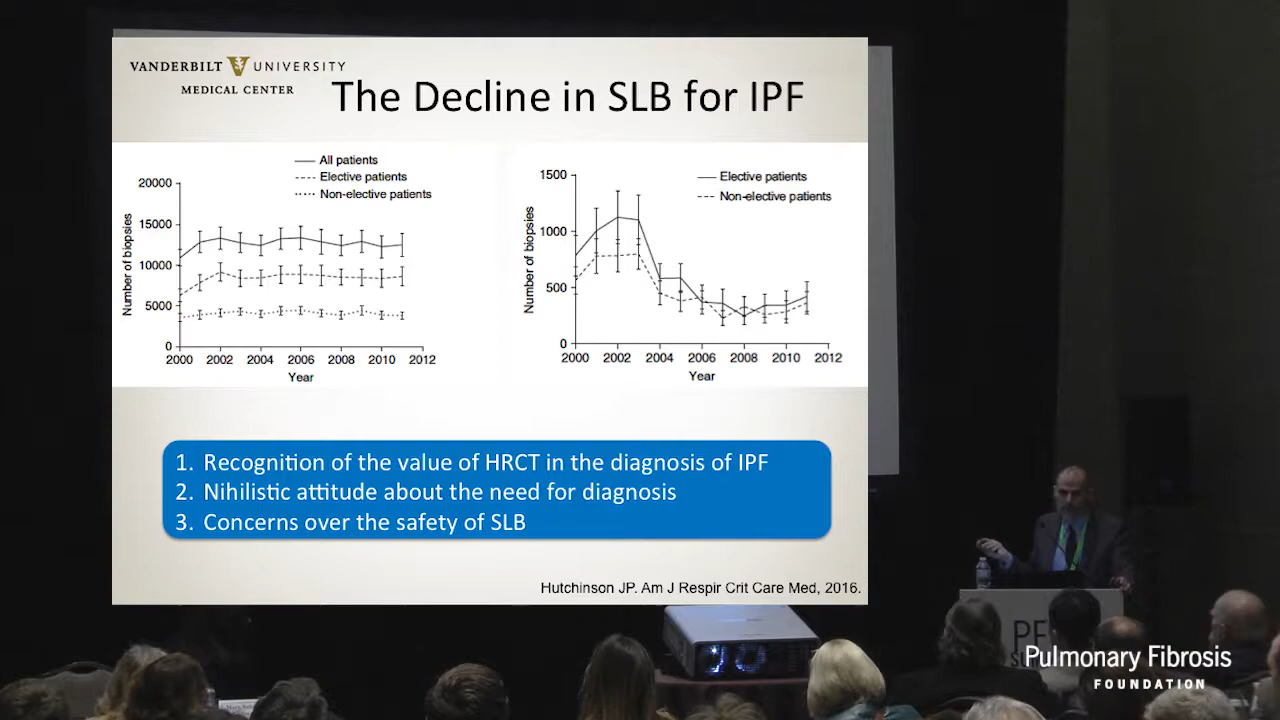 VANDERBILT UNIVERSITY
MEDICAL CENTER
The Decline in SLB for IPF
All patients
Elective patients
Non-elective patients
20000
15000
10000
5000
0
Number of biopsies
2000 2002 2004 2006 2008 2010 2012
Year
Elective patients
Non-elective patients
1500
1000
500
0
Number of biopsies
2000 2002 2004 2006 2008 2010 2012
Year
1. Recognition of the value of HRCT in the diagnosis of IPF
2. Nihilistic attitude about the need for diagnosis
3. Concerns over the safety of SLB
Hutchinson JP. Am J Respir Crit Care Med, 2016.
PF
Pulmonary Fibrosis
FOUNDATION